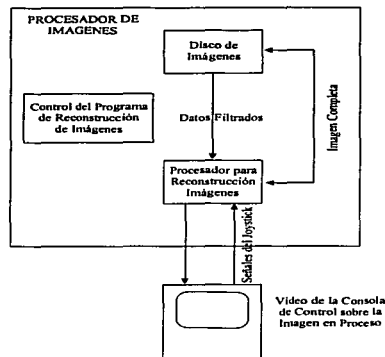 PROCESADOR DE
IMAGENES
Disco de
Imágenes
Control del Programa
de Reconstrucción
de Imágenes
Datos Filtrados
Imagen Completa
Procesador para
Reconstrucción
Imágenes
Señales del Joystick
Vídeo de la Consola
de Control sobre la
Imagen en Proceso